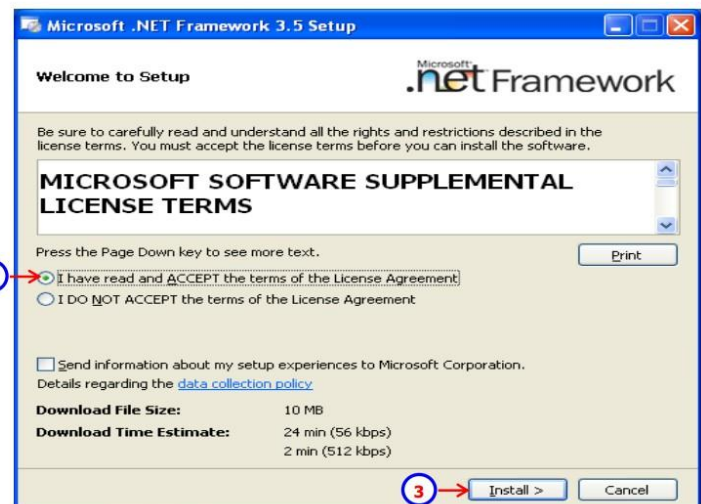 Microsoft .NET Framework 3.5 Setup
Welcome to Setup
Microsoft
.net Framework
Be sure to carefully read and understand all the rights and restrictions described in the
license terms. You must accept the license terms before you can install the software.
MICROSOFT SOFTWARE SUPPLEMENTAL
LICENSE TERMS
Press the Page Down key to see more text.
Print
I have read and ACCEPT the terms of the License Agreement
I DO NOT ACCEPT the terms of the License Agreement
Send information about my setup experiences to Microsoft Corporation.
Details regarding the data collection policy
Download File Size: 10 MB
Download Time Estimate: 24 min (56 kbps)
2 min (512 kbps)
3 Install > Cancel